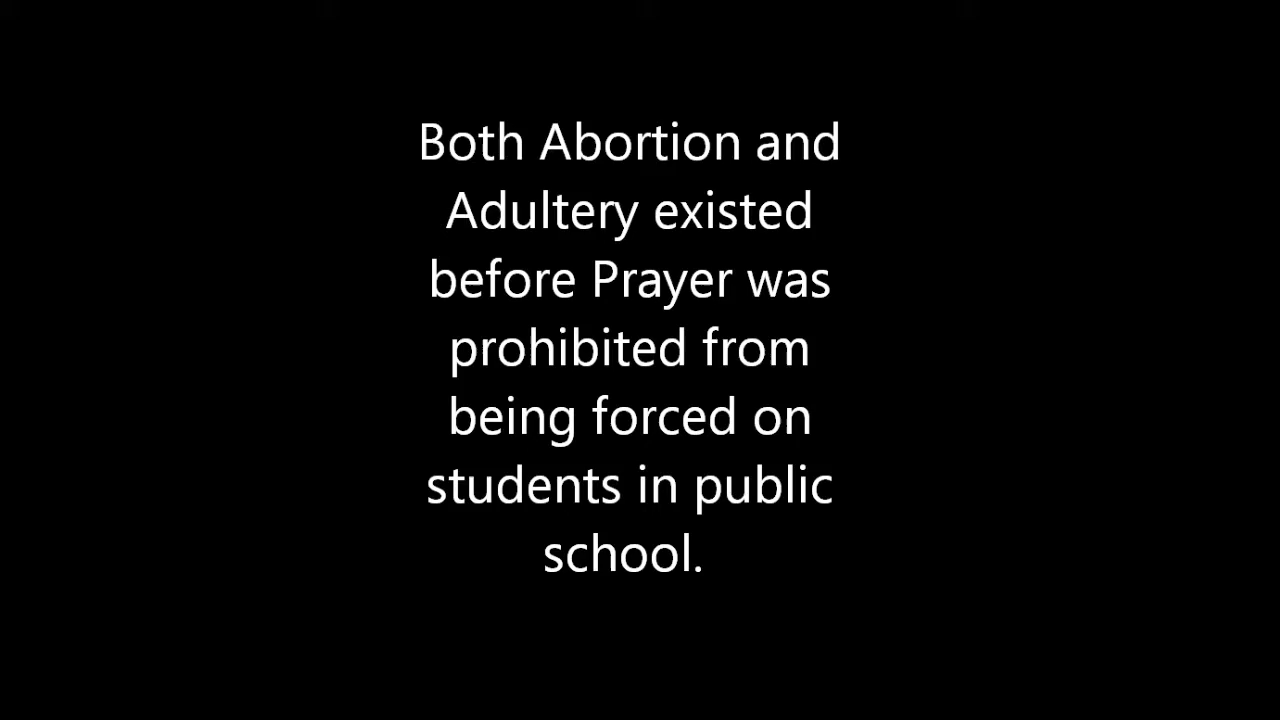 Both Abortion and
Adultery existed
before Prayer was
prohibited from
being forced on
students in public
school.